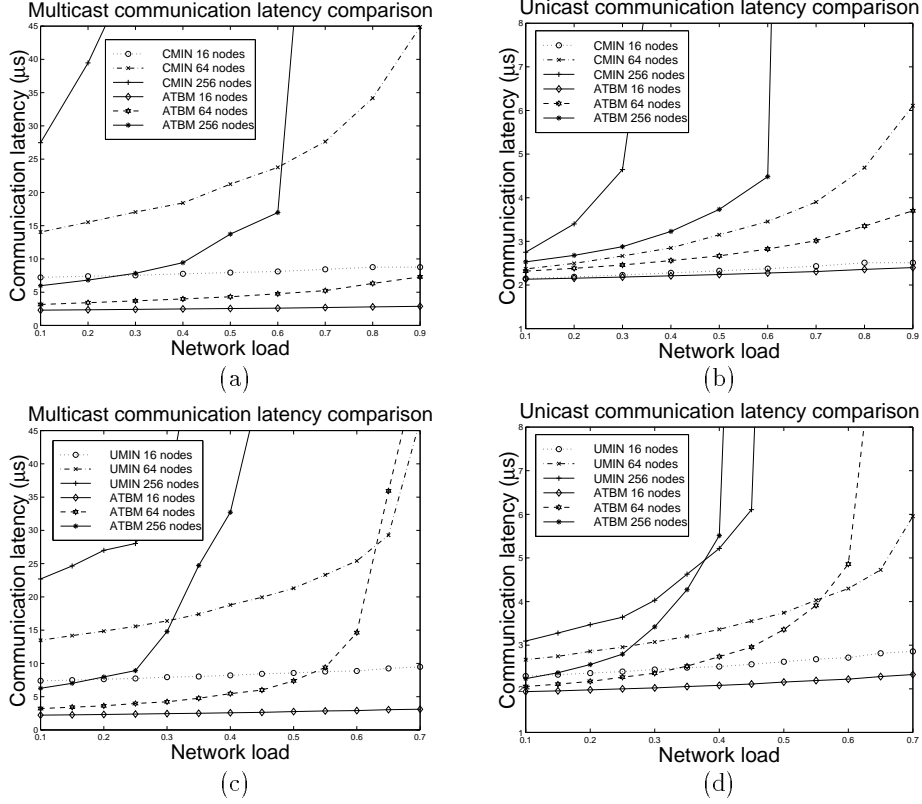 Multicast communication latency comparison
Communication latency (μs)
45
40
35
30
25
20
15
10
5
0
CMIN 16 nodes
CMIN 64 nodes
CMIN 256 nodes
ATBM 16 nodes
ATBM 64 nodes
ATBM 256 nodes
0.1 0.2 0.3 0.4 0.5 0.6 0.7 0.8 0.9
Network load
(a)
Unicast communication latency comparison
Communication latency (μs)
8
7
6
5
4
3
2
1
CMIN 16 nodes
CMIN 64 nodes
CMIN 256 nodes
ATBM 16 nodes
ATBM 64 nodes
ATBM 256 nodes
0.1 0.2 0.3 0.4 0.5 0.6 0.7 0.8 0.9
Network load
(b)
Multicast communication latency comparison
Communication latency (μs)
45
40
35
30
25
20
15
10
5
0
UMIN 16 nodes
UMIN 64 nodes
UMIN 256 nodes
ATBM 16 nodes
ATBM 64 nodes
ATBM 256 nodes
0.1 0.2 0.3 0.4 0.5 0.6 0.7
Network load
(c)
Unicast communication latency comparison
Communication latency (μs)
8
7
6
5
4
3
2
1
UMIN 16 nodes
UMIN 64 nodes
UMIN 256 nodes
ATBM 16 nodes
ATBM 64 nodes
ATBM 256 nodes
0.1 0.2 0.3 0.4 0.5 0.6 0.7
Network load
(d)